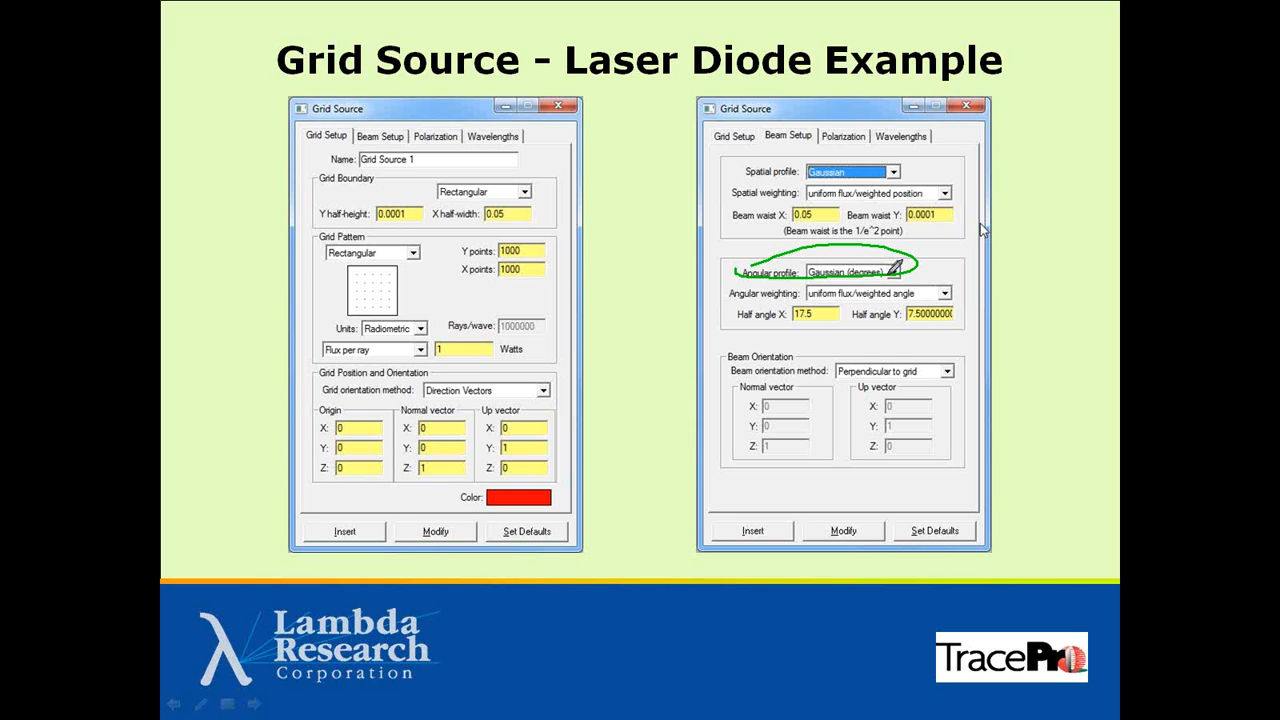 Grid Source - Laser Diode Example
Grid Source
Grid Setup Beam Setup Polarization Wavelengths
Name: Grid Source 1
Grid Boundary
Rectangular
Y half-height: 0.0001 X half-width: 0.05
Grid Pattern
Rectangular
Y points: 1000
X points: 1000
Units: Radiometric Rays/wave: 1000000
Flux per ray 1 Watts
Grid Position and Orientation
Grid orientation method: Direction Vectors
Origin Normal vector Up vector
X: 0 X: 0 X: 0
Y: 0 Y: 0 Y: 1
Z: 0 Z: 1 Z: 0
Color:
Insert Modify Set Defaults
Grid Source
Grid Setup Beam Setup Polarization Wavelengths
Spatial profile: Gaussian
Spatial weighting: uniform flux/weighted position
Beam waist X: 0.05 Beam waist Y: 0.0001
(Beam waist is the 1/e^2 point)
Angular profile: Gaussian (degrees)
Angular weighting: uniform flux/weighted angle
Half angle X: 17.5 Half angle Y: 7.50000000
Beam Orientation
Beam orientation method: Perpendicular to grid
Normal vector Up vector
X: 0 X: 0
Y: 0 Y: 1
Z: 1 Z: 0
Insert Modify Set Defaults
λ Lambda
Research
Corporation
TracePro